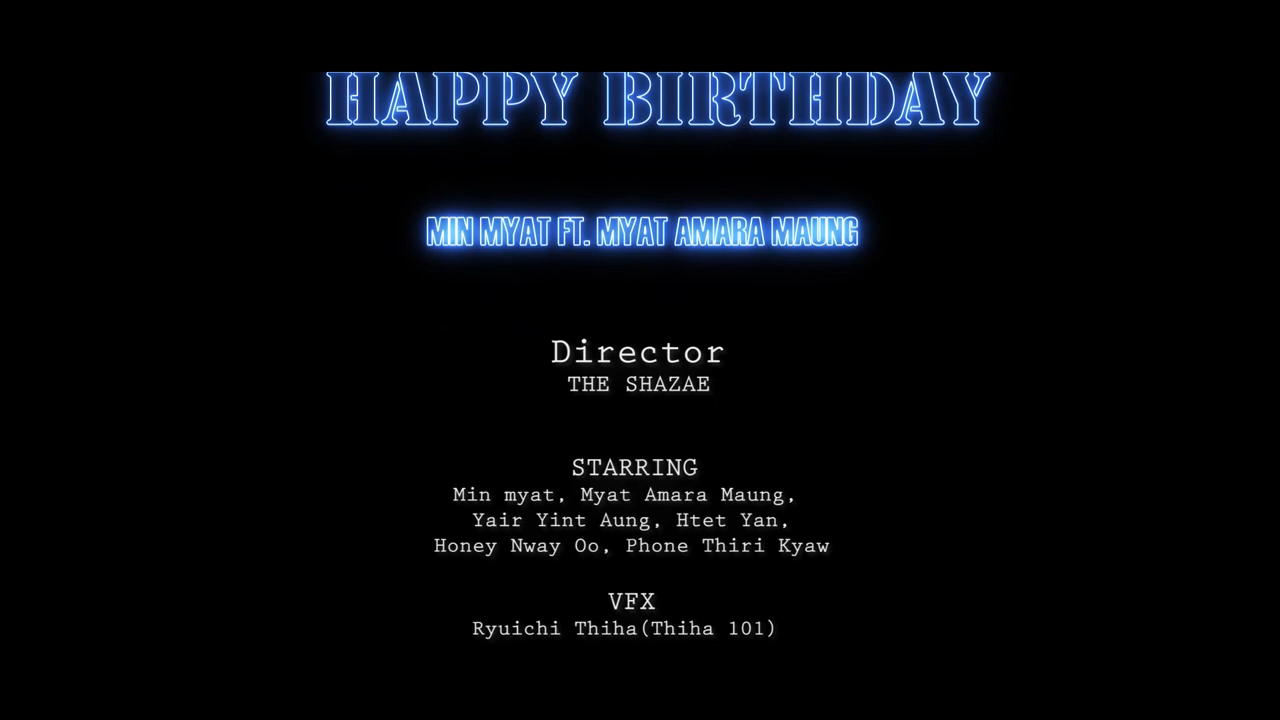 HAPPY BIRTHDAY
MIN MYAT FT. MYAT AMARA MAUNG
Director
THE SHAZAE
STARRING
Min myat, Myat Amara Maung,
Yair Yint Aung, Htet Yan,
Honey Nway Oo, Phone Thiri Kyaw
VFX
Ryuichi Thiha(Thiha 101)